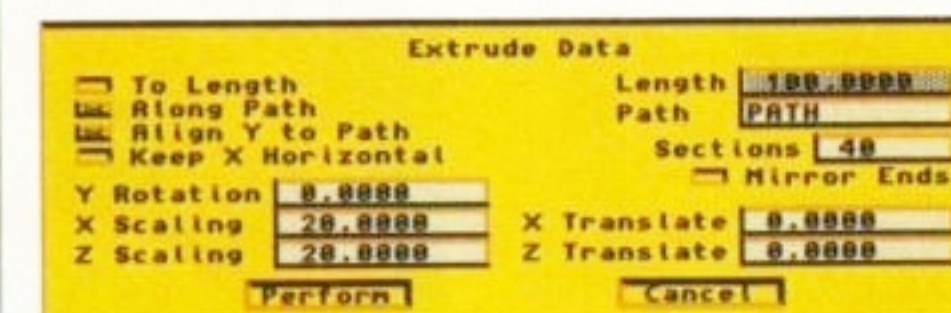 Extrude Data
To Length
Length 100.0000
Along Path
Path PATH
Align Y to Path
Keep X Horizontal
Sections 40
Mirror Ends
Y Rotation 0.0000
X Scaling 20.0000
X Translate 0.0000
Z Scaling 20.0000
Z Translate 0.0000
Perform
Cancel